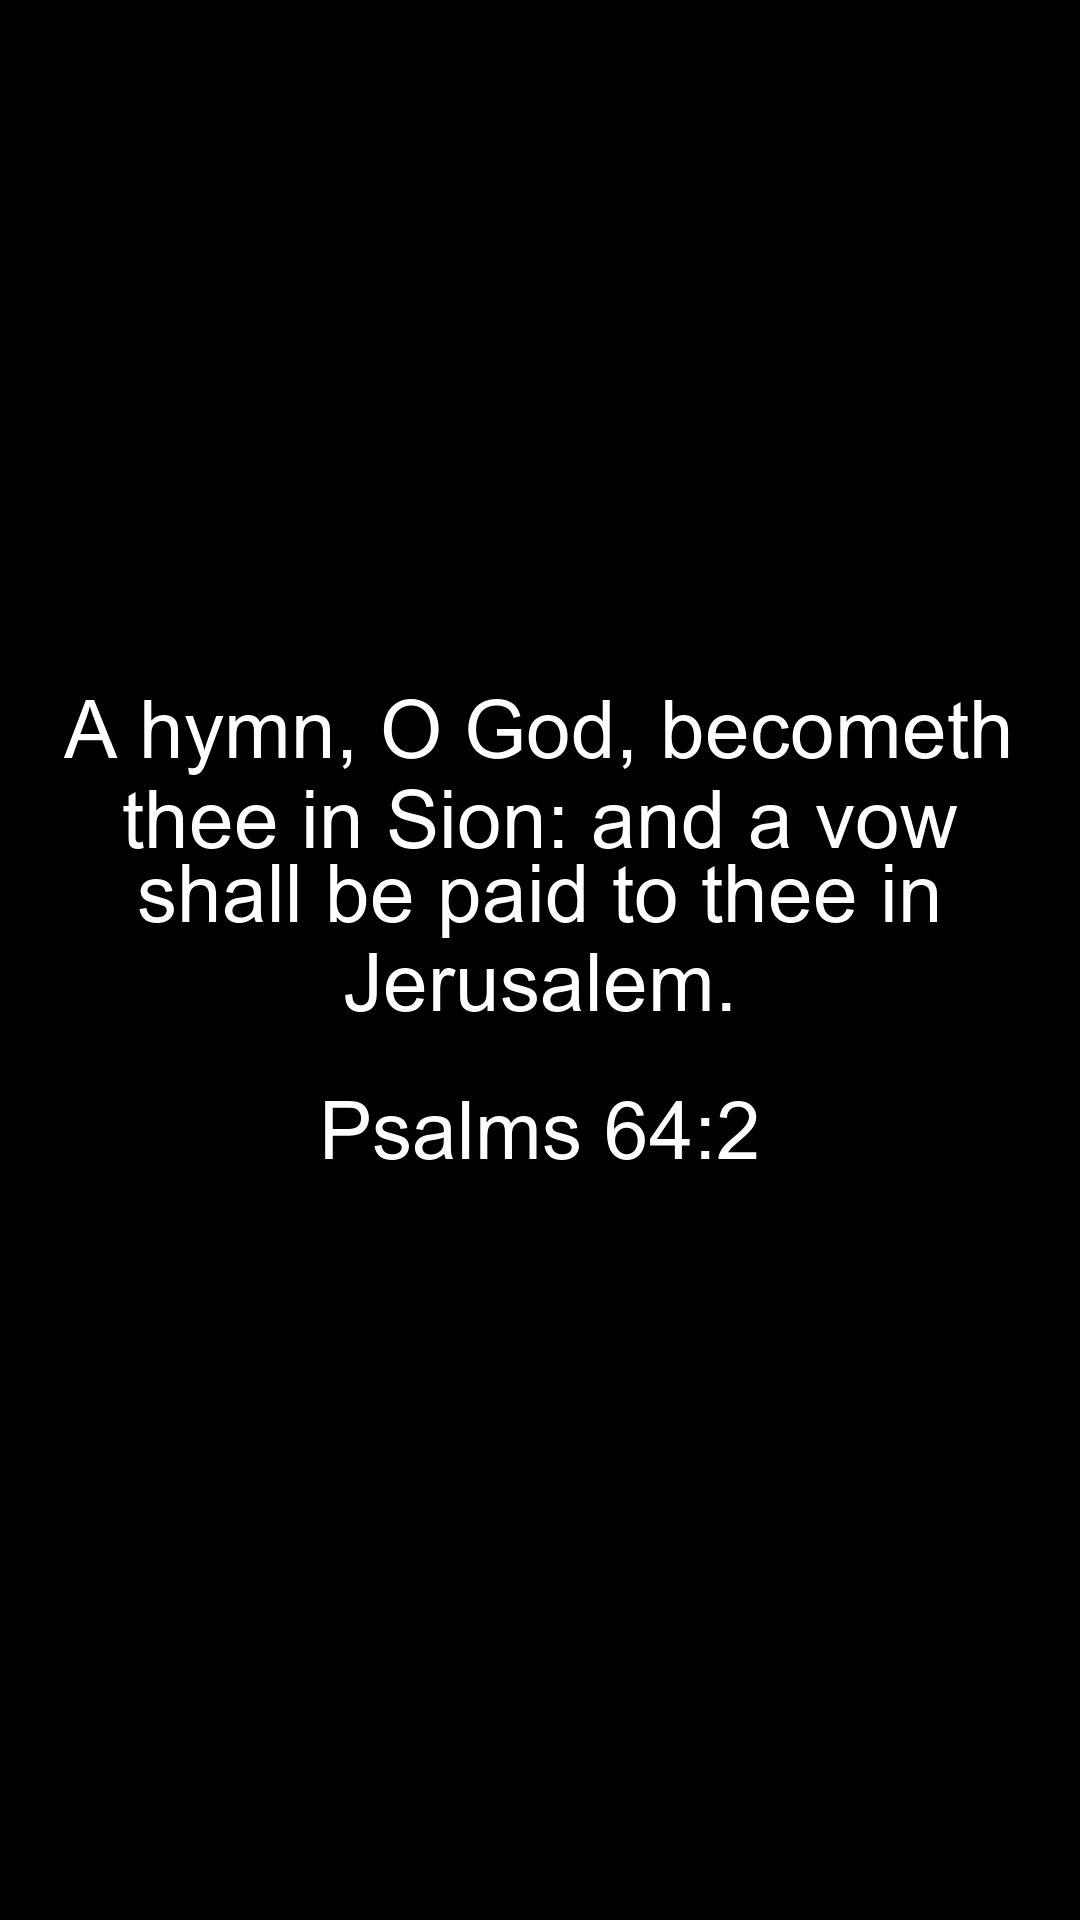 A hymn, O God, becometh
thee in Sion: and a vow
shall be paid to thee in
Jerusalem.
Psalms 64:2